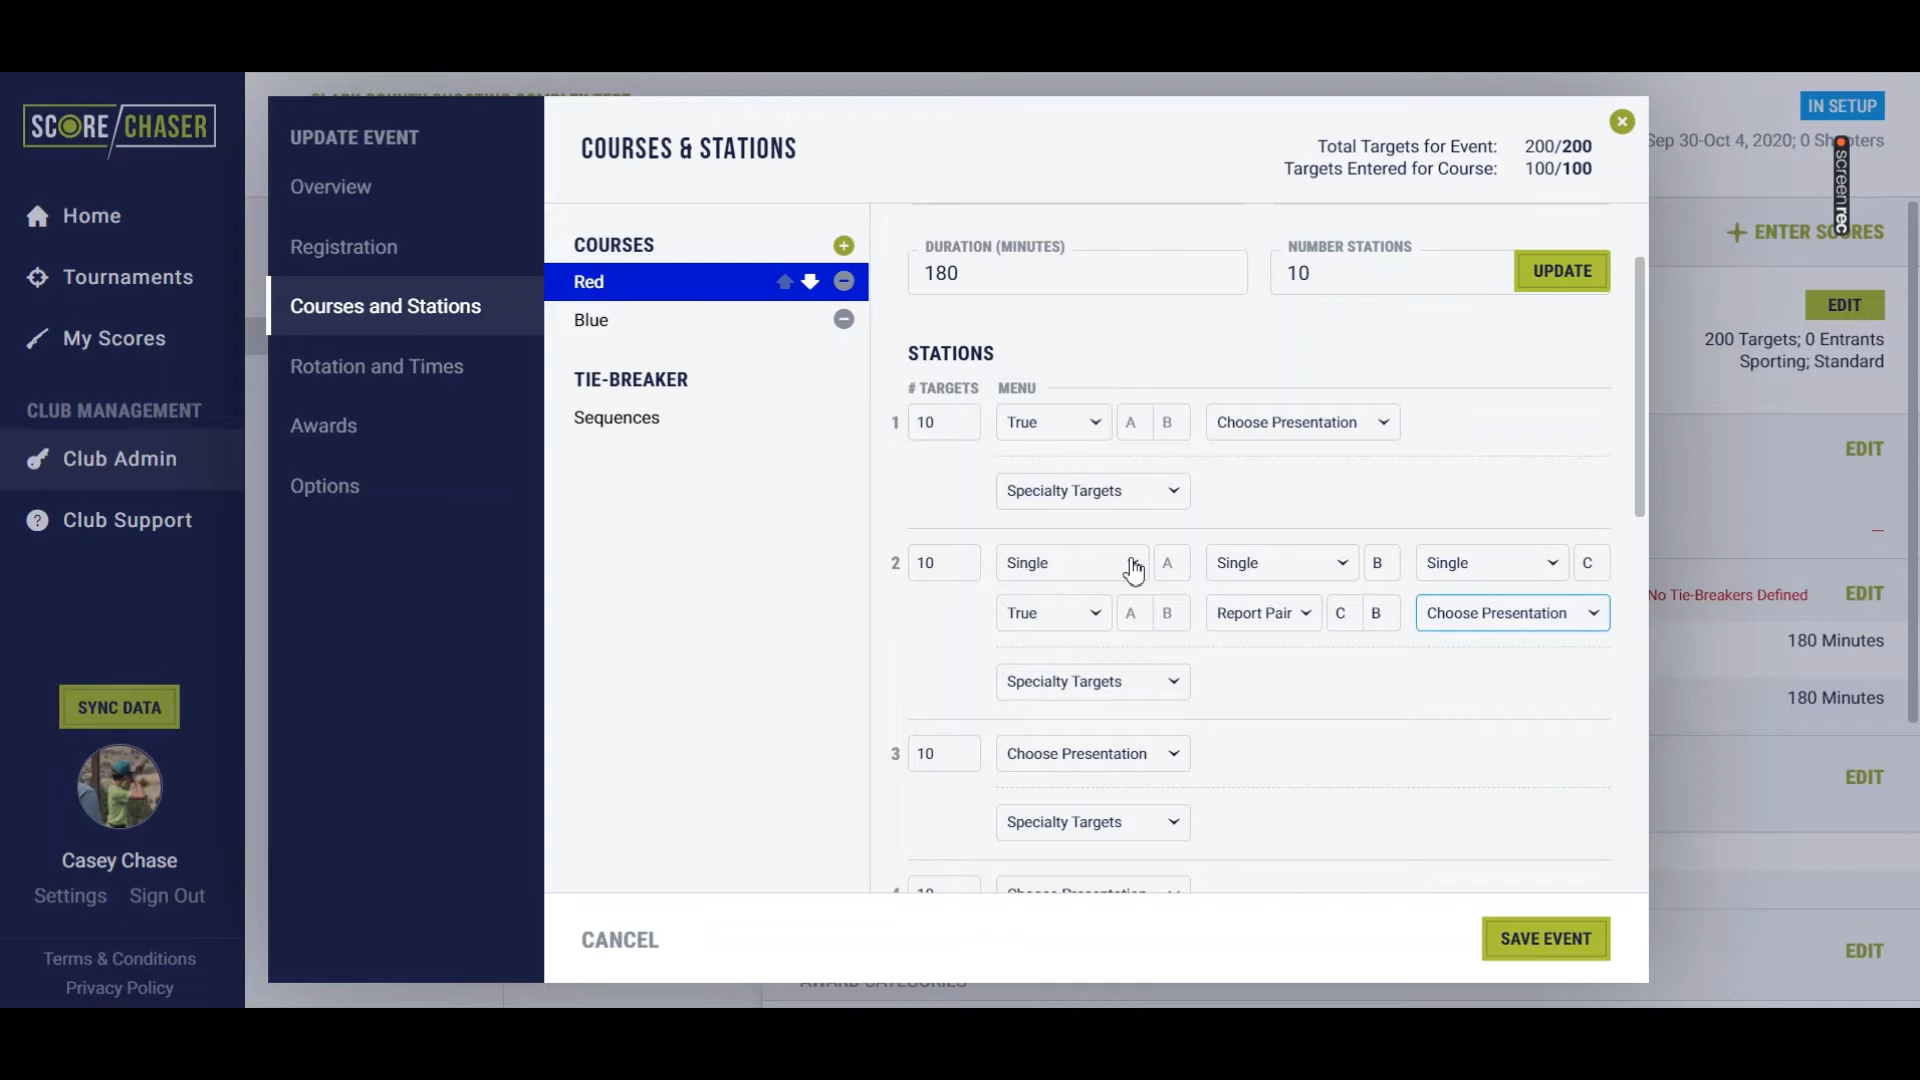 SCORE/CHASER
Home
Tournaments
My Scores
CLUB MANAGEMENT
Club Admin
Club Support
SYNC DATA
Casey Chase
Settings Sign Out
Terms & Conditions
Privacy Policy
UPDATE EVENT
Overview
Registration
Courses and Stations
Rotation and Times
Awards
Options
COURSES & STATIONS
Total Targets for Event: 200/200
Targets Entered for Course: 100/100
COURSES
Red
Blue
TIE-BREAKER
Sequences
DURATION (MINUTES)
180
NUMBER STATIONS
10
UPDATE
STATIONS
# TARGETS MENU
1 10 True A B Choose Presentation
Specialty Targets
2 10 Single A Single B Single C
True A B Report Pair C B Choose Presentation
Specialty Targets
3 10 Choose Presentation
Specialty Targets
CANCEL
SAVE EVENT
IN SETUP
Sep 30-Oct 4, 2020; 0 Shooters
screenrec
ENTER SCORES
EDIT
200 Targets; 0 Entrants
Sporting; Standard
EDIT
No Tie-Breakers Defined EDIT
180 Minutes
180 Minutes
EDIT
EDIT